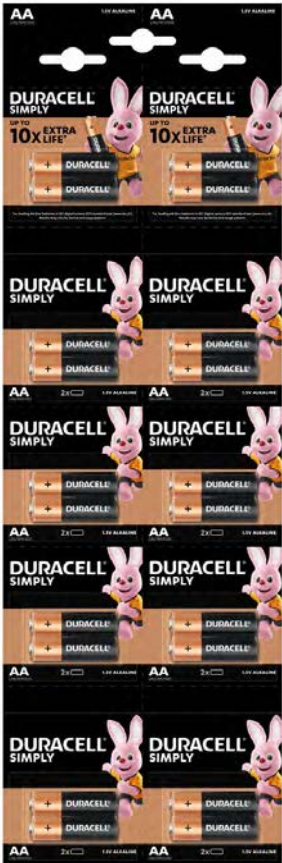 AA 1.5V ALKALINE AA 1.5V ALKALINE
DURACELL DURACELL
SIMPLY SIMPLY
UP TO UP TO
10x EXTRA LIFE* 10x EXTRA LIFE*
+ DURACELL + DURACELL
+ DURACELL + DURACELL
DURACELL DURACELL
SIMPLY SIMPLY
+ DURACELL + DURACELL
+ DURACELL + DURACELL
AA 2x 1.5V ALKALINE AA 2x 1.5V ALKALINE
DURACELL DURACELL
SIMPLY SIMPLY
+ DURACELL + DURACELL
+ DURACELL + DURACELL
AA 2x 1.5V ALKALINE AA 2x 1.5V ALKALINE
DURACELL DURACELL
SIMPLY SIMPLY
+ DURACELL + DURACELL
+ DURACELL + DURACELL
AA 2x 1.5V ALKALINE AA 2x 1.5V ALKALINE
DURACELL DURACELL
SIMPLY SIMPLY
+ DURACELL + DURACELL
+ DURACELL + DURACELL
AA 2x 1.5V ALKALINE AA 2x 1.5V ALKALINE